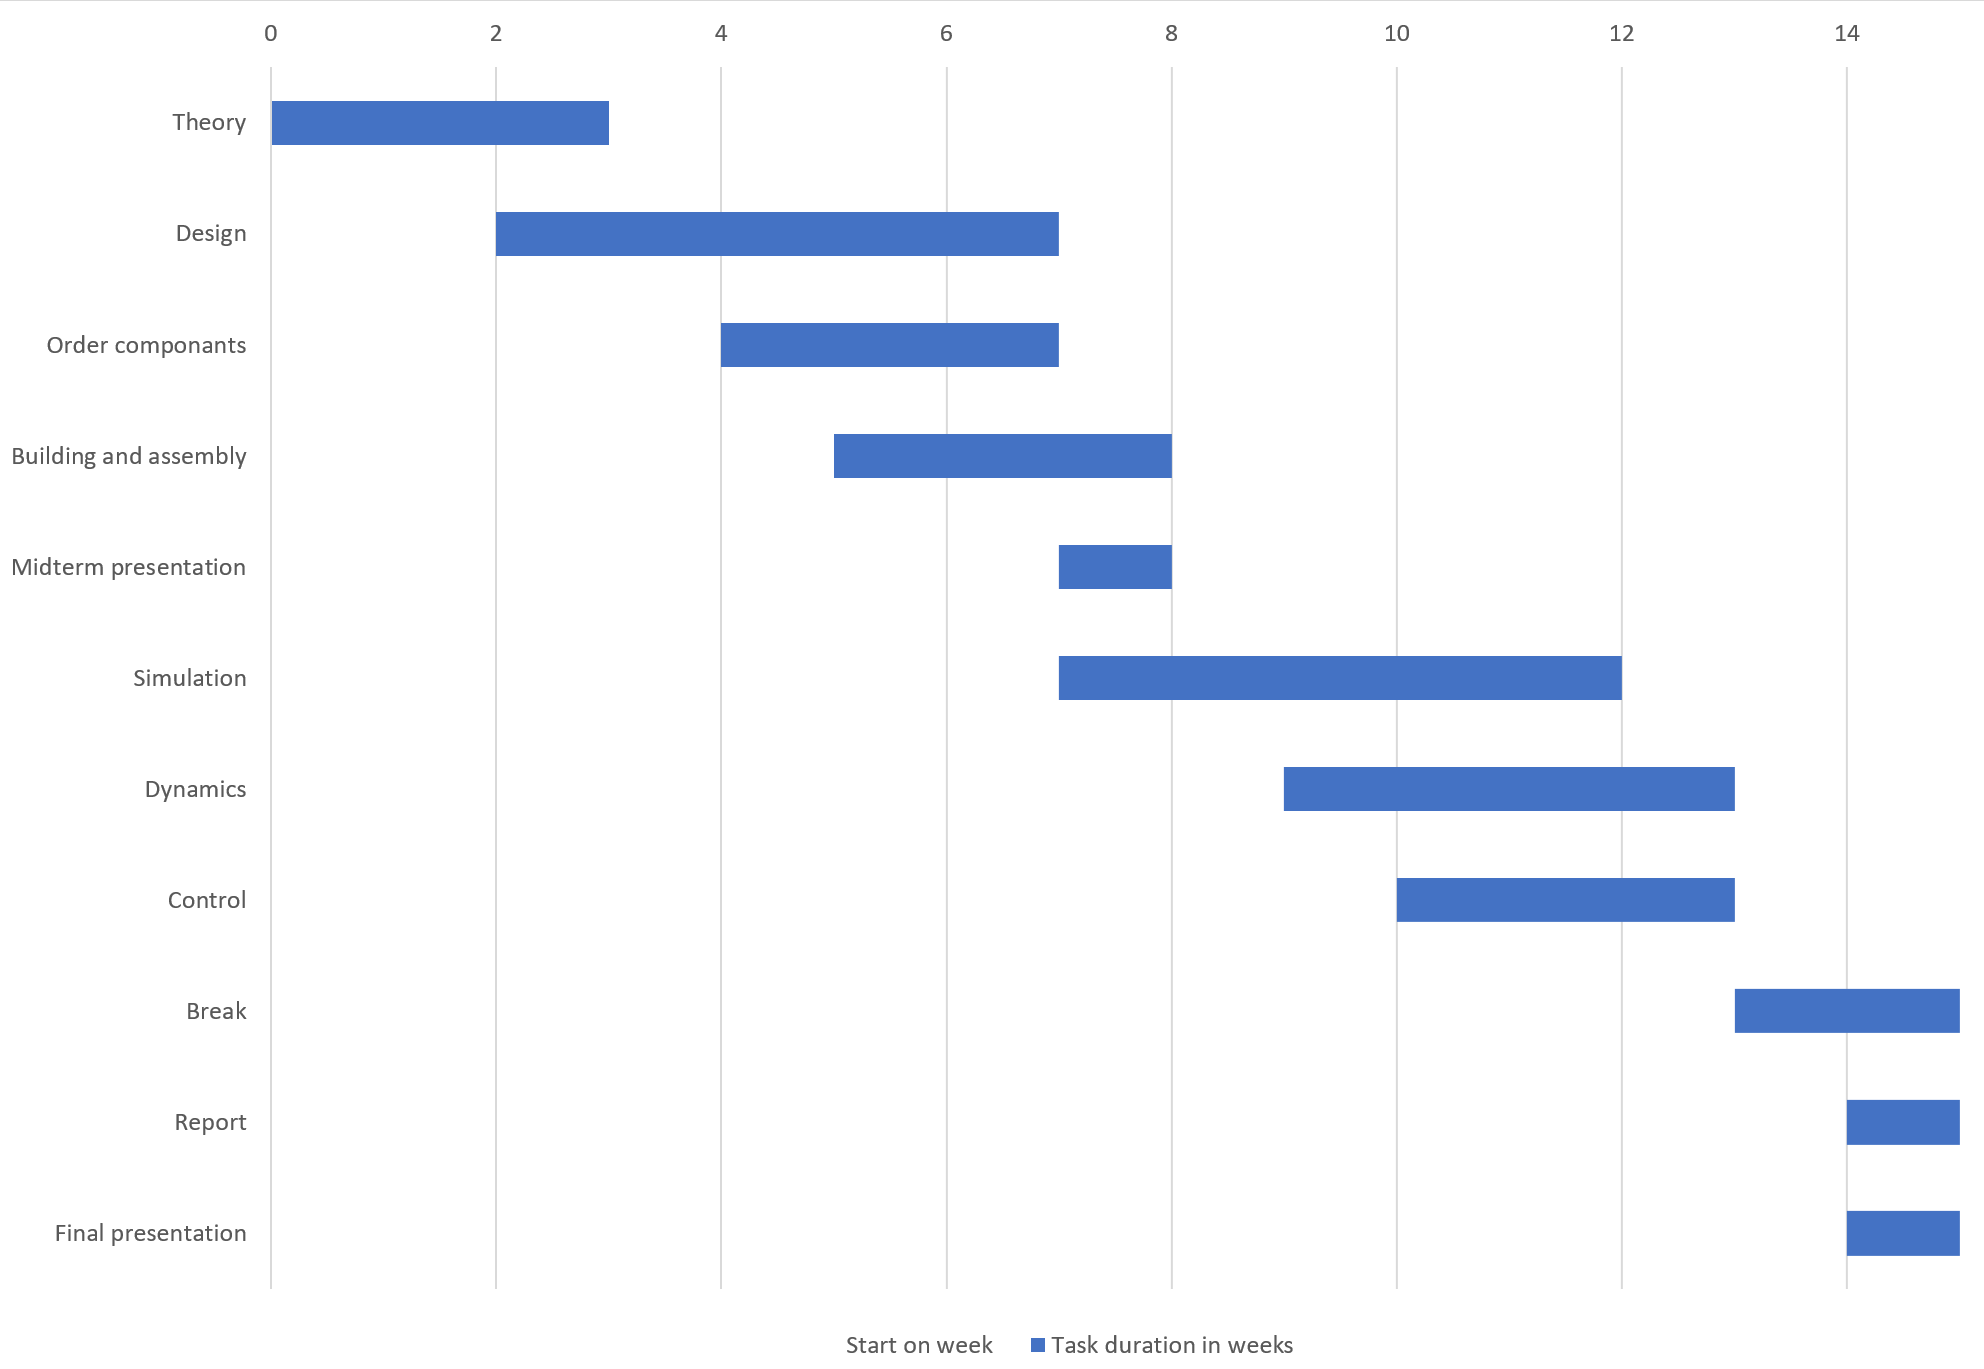 0 2 4 6 8 10 12 14
Theory
Design
Order componants
Building and assembly
Midterm presentation
Simulation
Dynamics
Control
Break
Report
Final presentation
Start on week Task duration in weeks